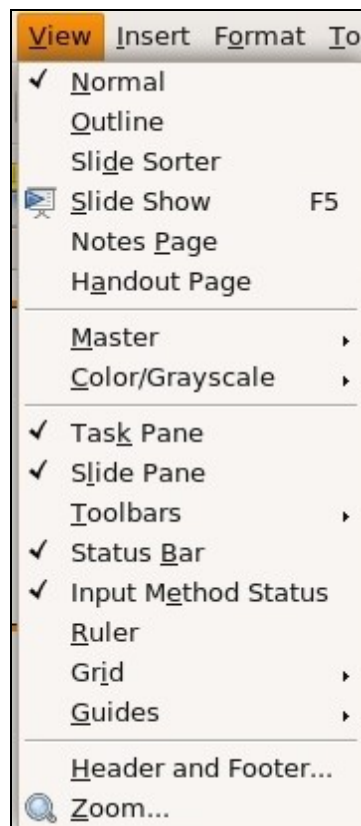 View Insert Format To
Normal
Outline
Slide Sorter
Slide Show F5
Notes Page
Handout Page
Master
Color/Grayscale
Task Pane
Slide Pane
Toolbars
Status Bar
Input Method Status
Ruler
Grid
Guides
Header and Footer...
Zoom...